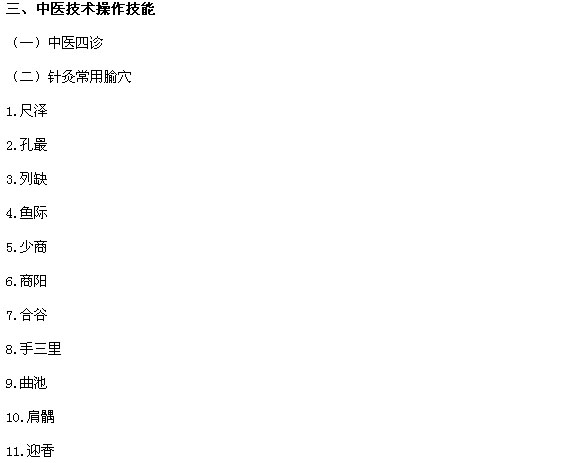 三、中医技术操作技能
（一）中医四诊
（二）针灸常用腧穴
1.尺泽
2.孔最
3.列缺
4.鱼际
5.少商
6.商阳
7.合谷
8.手三里
9.曲池
10.肩髃
11.迎香